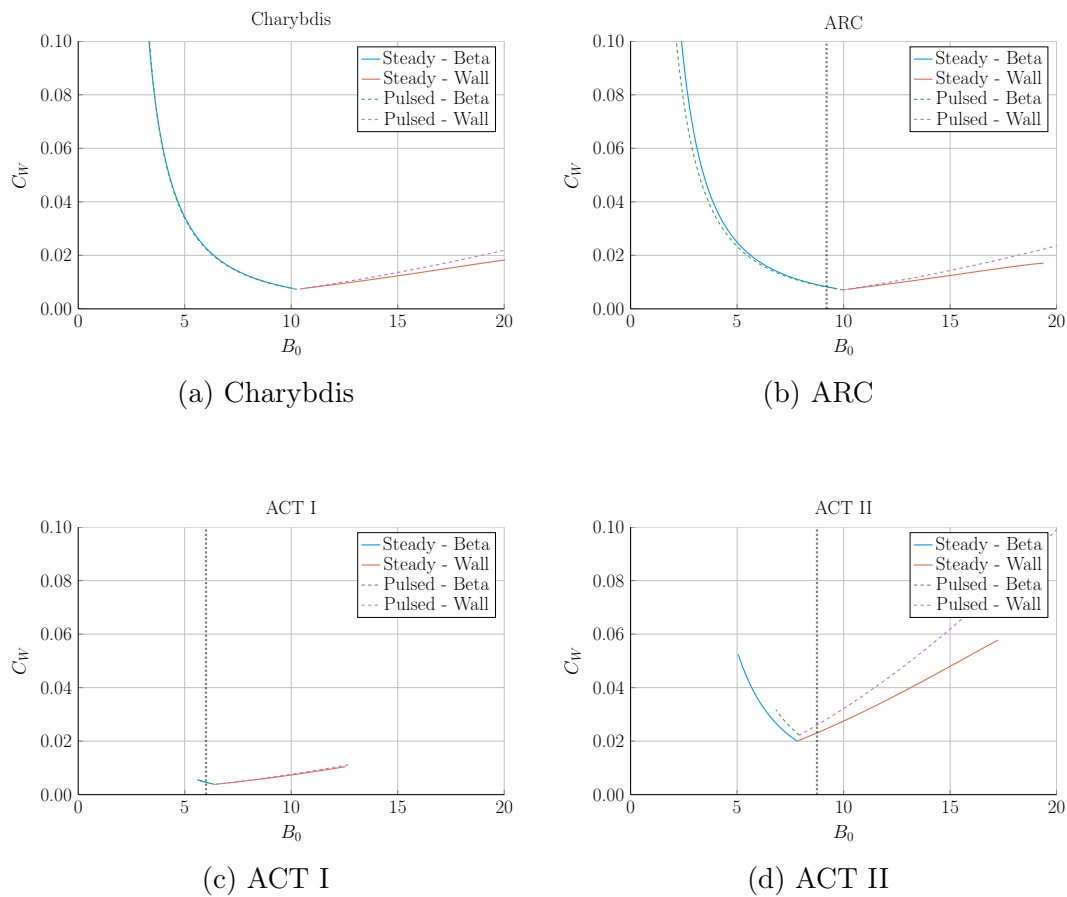 Charybdis
0.10
0.08
0.06
0.04
0.02
0.00
C_W
0 5 10 15 20
B_0
Steady - Beta
Steady - Wall
Pulsed - Beta
Pulsed - Wall
(a) Charybdis
ARC
0.10
0.08
0.06
0.04
0.02
0.00
C_W
0 5 10 15 20
B_0
Steady - Beta
Steady - Wall
Pulsed - Beta
Pulsed - Wall
(b) ARC
ACT I
0.10
0.08
0.06
0.04
0.02
0.00
C_W
0 5 10 15 20
B_0
Steady - Beta
Steady - Wall
Pulsed - Beta
Pulsed - Wall
(c) ACT I
ACT II
0.10
0.08
0.06
0.04
0.02
0.00
C_W
0 5 10 15 20
B_0
Steady - Beta
Steady - Wall
Pulsed - Beta
Pulsed - Wall
(d) ACT II